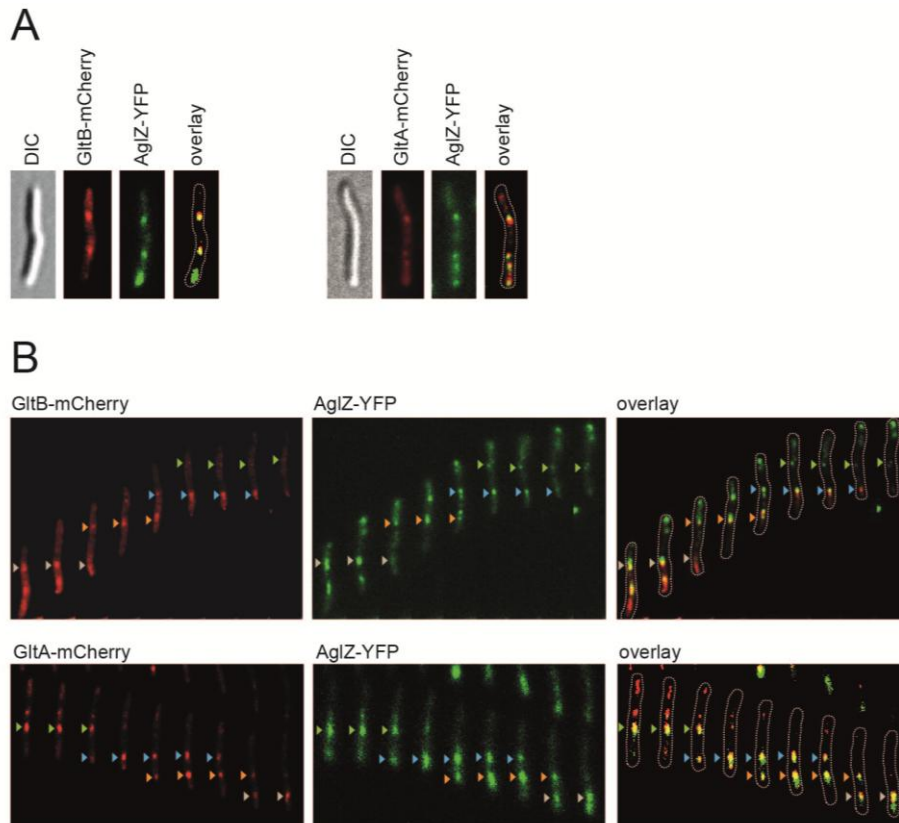 A
DIC
GltB-mCherry
AglZ-YFP
overlay
DIC
GltA-mCherry
AglZ-YFP
overlay
B
GltB-mCherry
AglZ-YFP
overlay
GltA-mCherry
AglZ-YFP
overlay